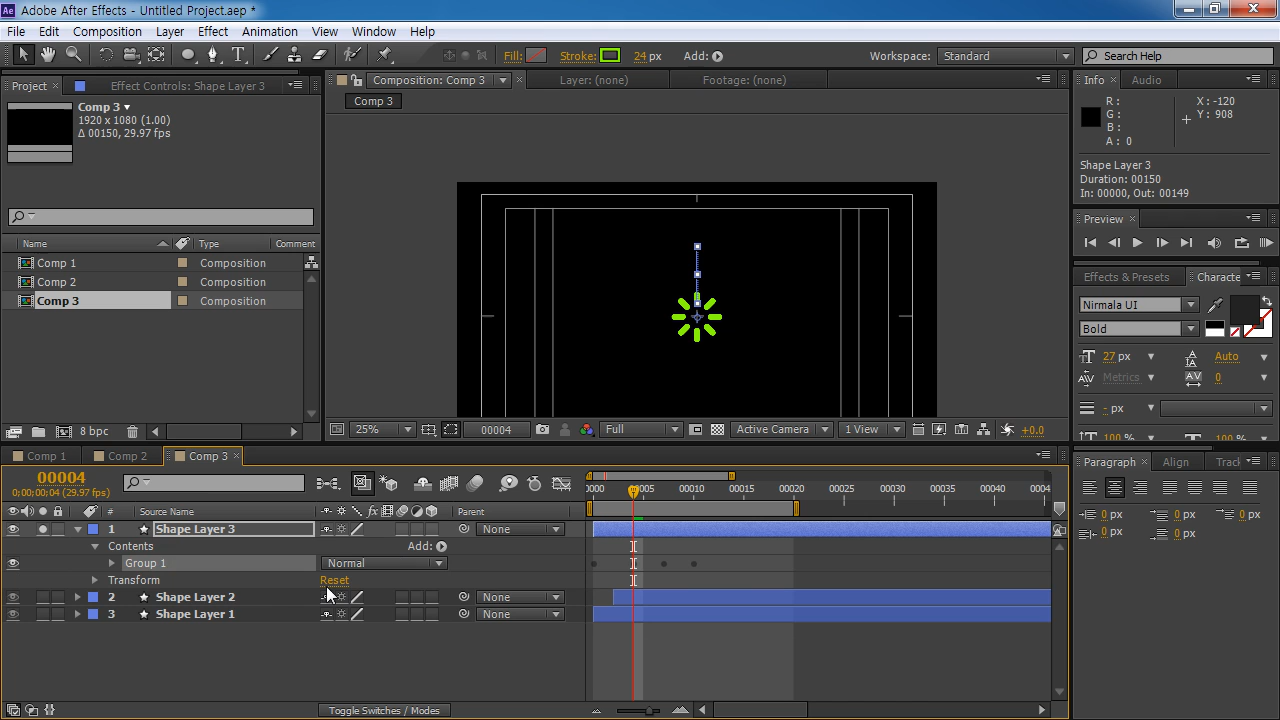 Adobe After Effects - Untitled Project.aep *
File Edit Composition Layer Effect Animation View Window Help
Fill: Stroke: 24 px Add:
Workspace: Standard
Search Help
Project × Effect Controls: Shape Layer 3
Comp 3
1920 x 1080 (1.00)
Δ 00150, 29.97 fps
Name Type Comment
Comp 1 Composition
Comp 2 Composition
Comp 3 Composition
8 bpc
Composition: Comp 3 × Layer: (none) Footage: (none)
Comp 3
25% 00004 Full Active Camera 1 View +0.0
Info × Audio
R :
G :
B :
A : 0
X : -120
Y : 908
Shape Layer 3
Duration: 00150
In: 00000, Out: 00149
Preview ×
Effects & Presets Characte
Nirmala UI
Bold
27 px Auto
Metrics 0
- px
100 % 100 %
Paragraph × Align Track
0 px 0 px 0 px
0 px 0 px
Comp 1 Comp 2 Comp 3 ×
00004
0;00;00;04 (29.97 fps)
# Source Name Parent
0000 00005 00010 00015 00020 00025 00030 00035 00040 0004
1 Shape Layer 3 None
Contents Add:
Group 1 Normal
Transform Reset
2 Shape Layer 2 None
3 Shape Layer 1 None
Toggle Switches / Modes